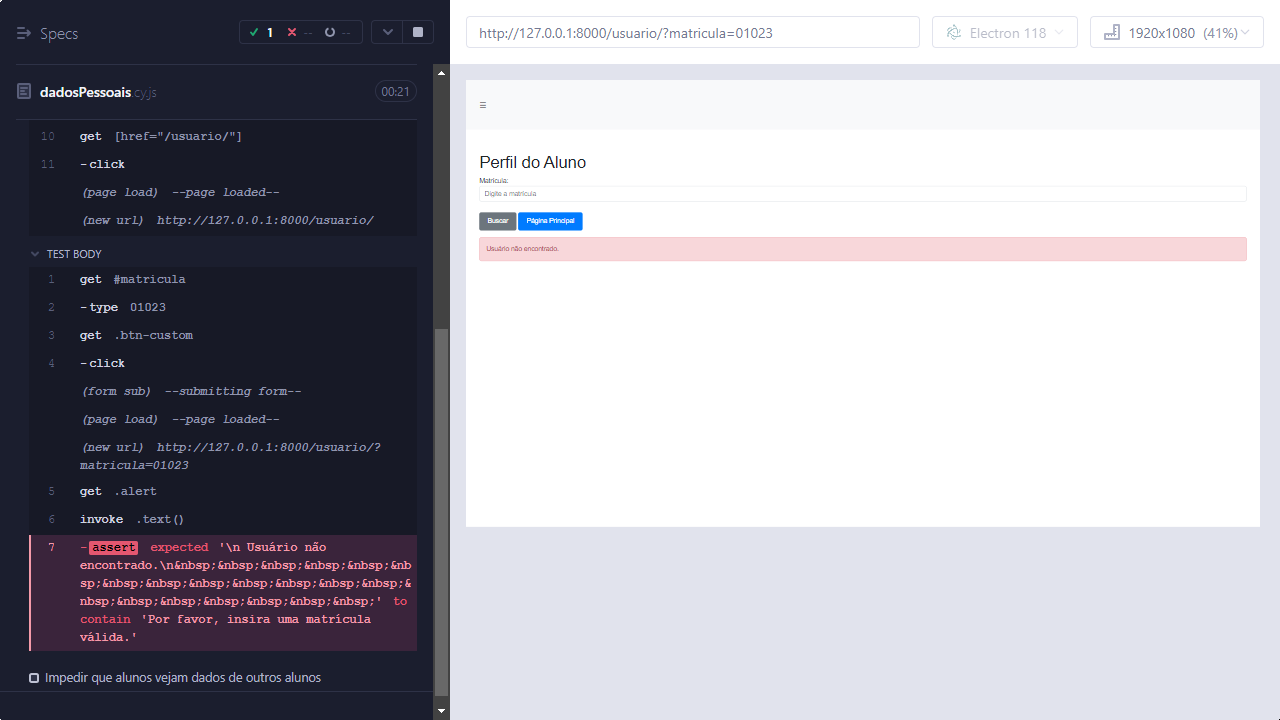 Specs
1
--
--
dadosPessoais.cy.js
00:21
10 get [href="/usuario/"]
11 -click
(page load) --page loaded--
(new url) http://127.0.0.1:8000/usuario/
TEST BODY
1 get #matricula
2 -type 01023
3 get .btn-custom
4 -click
(form sub) --submitting form--
(page load) --page loaded--
(new url) http://127.0.0.1:8000/usuario/?
matricula=01023
5 get .alert
6 invoke .text()
7 -assert expected '\n Usuário não
encontrado.\n&nbsp;&nbsp;&nbsp;&nbsp;&nbsp;&nb
sp;&nbsp;&nbsp;&nbsp;&nbsp;&nbsp;&nbsp;&nbsp;&
nbsp;&nbsp;&nbsp;&nbsp;&nbsp;&nbsp;&nbsp;' to
contain 'Por favor, insira uma matrícula
válida.'
Impedir que alunos vejam dados de outros alunos
http://127.0.0.1:8000/usuario/?matricula=01023
Electron 118
1920x1080 (41%)
☰
Perfil do Aluno
Matrícula:
Digite a matrícula
Buscar
Página Principal
Usuário não encontrado.